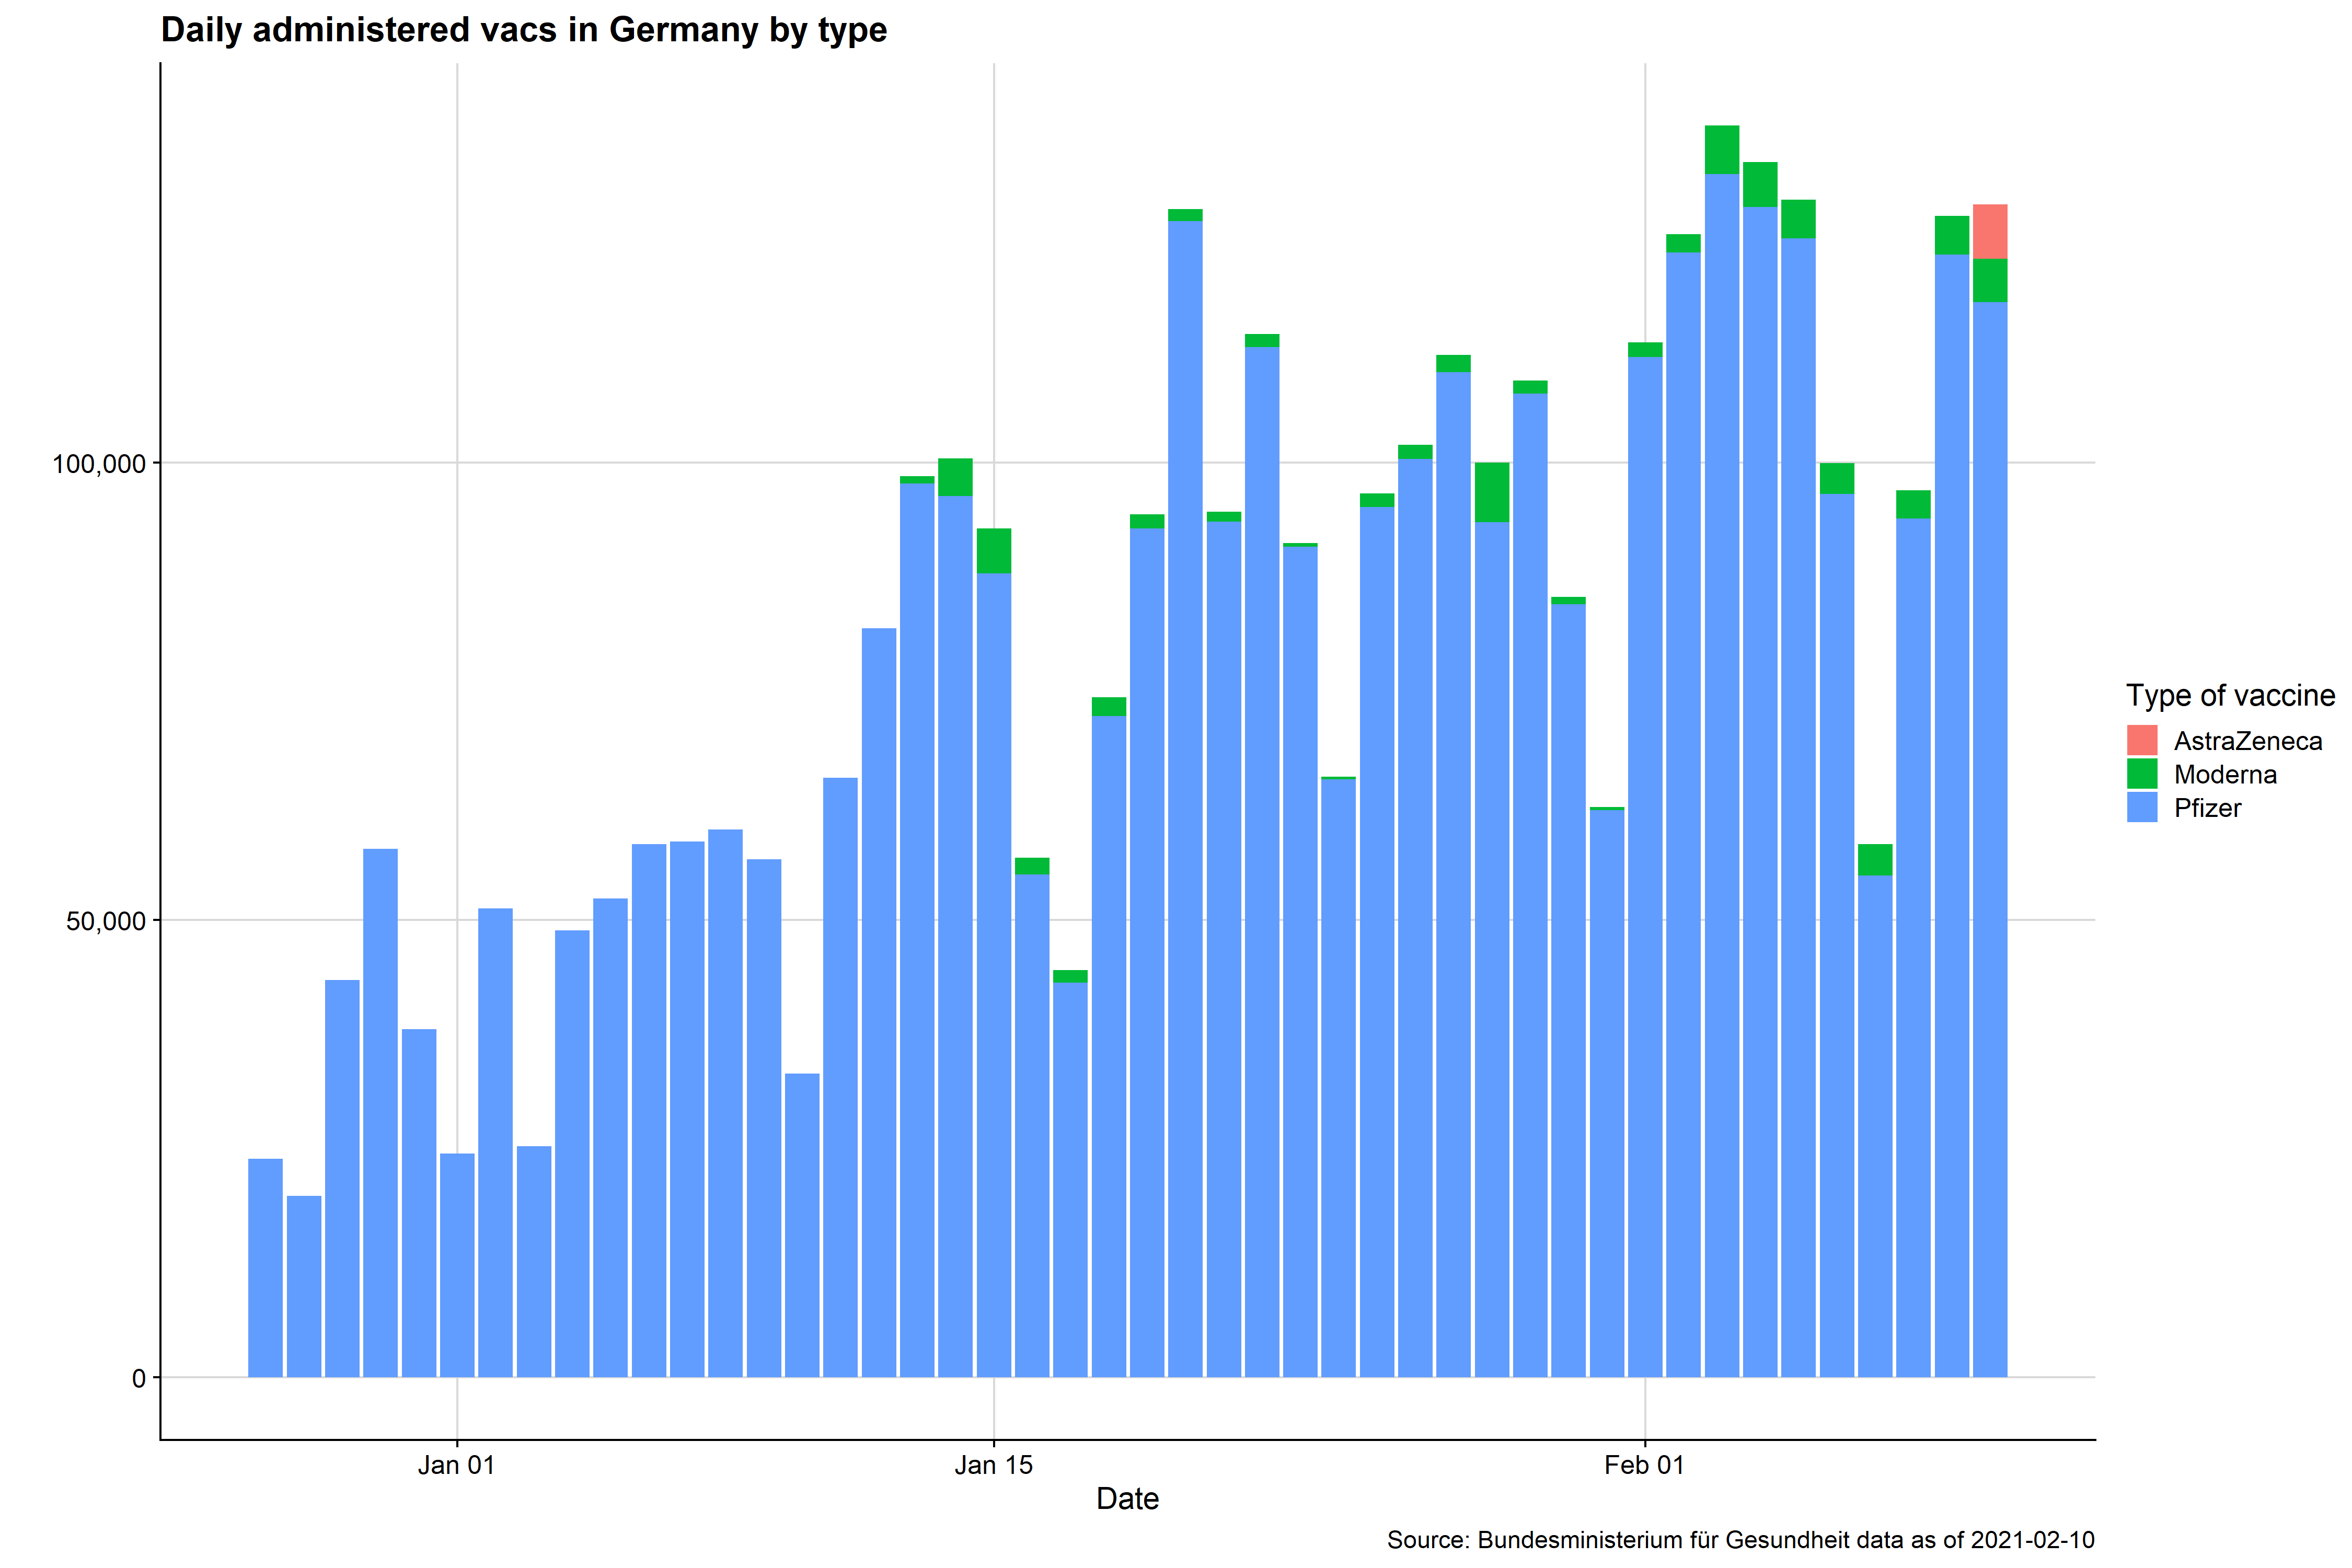 Daily administered vacs in Germany by type
100,000
50,000
0
Jan 01
Jan 15
Feb 01
Date
Type of vaccine
AstraZeneca
Moderna
Pfizer
Source: Bundesministerium für Gesundheit data as of 2021-02-10